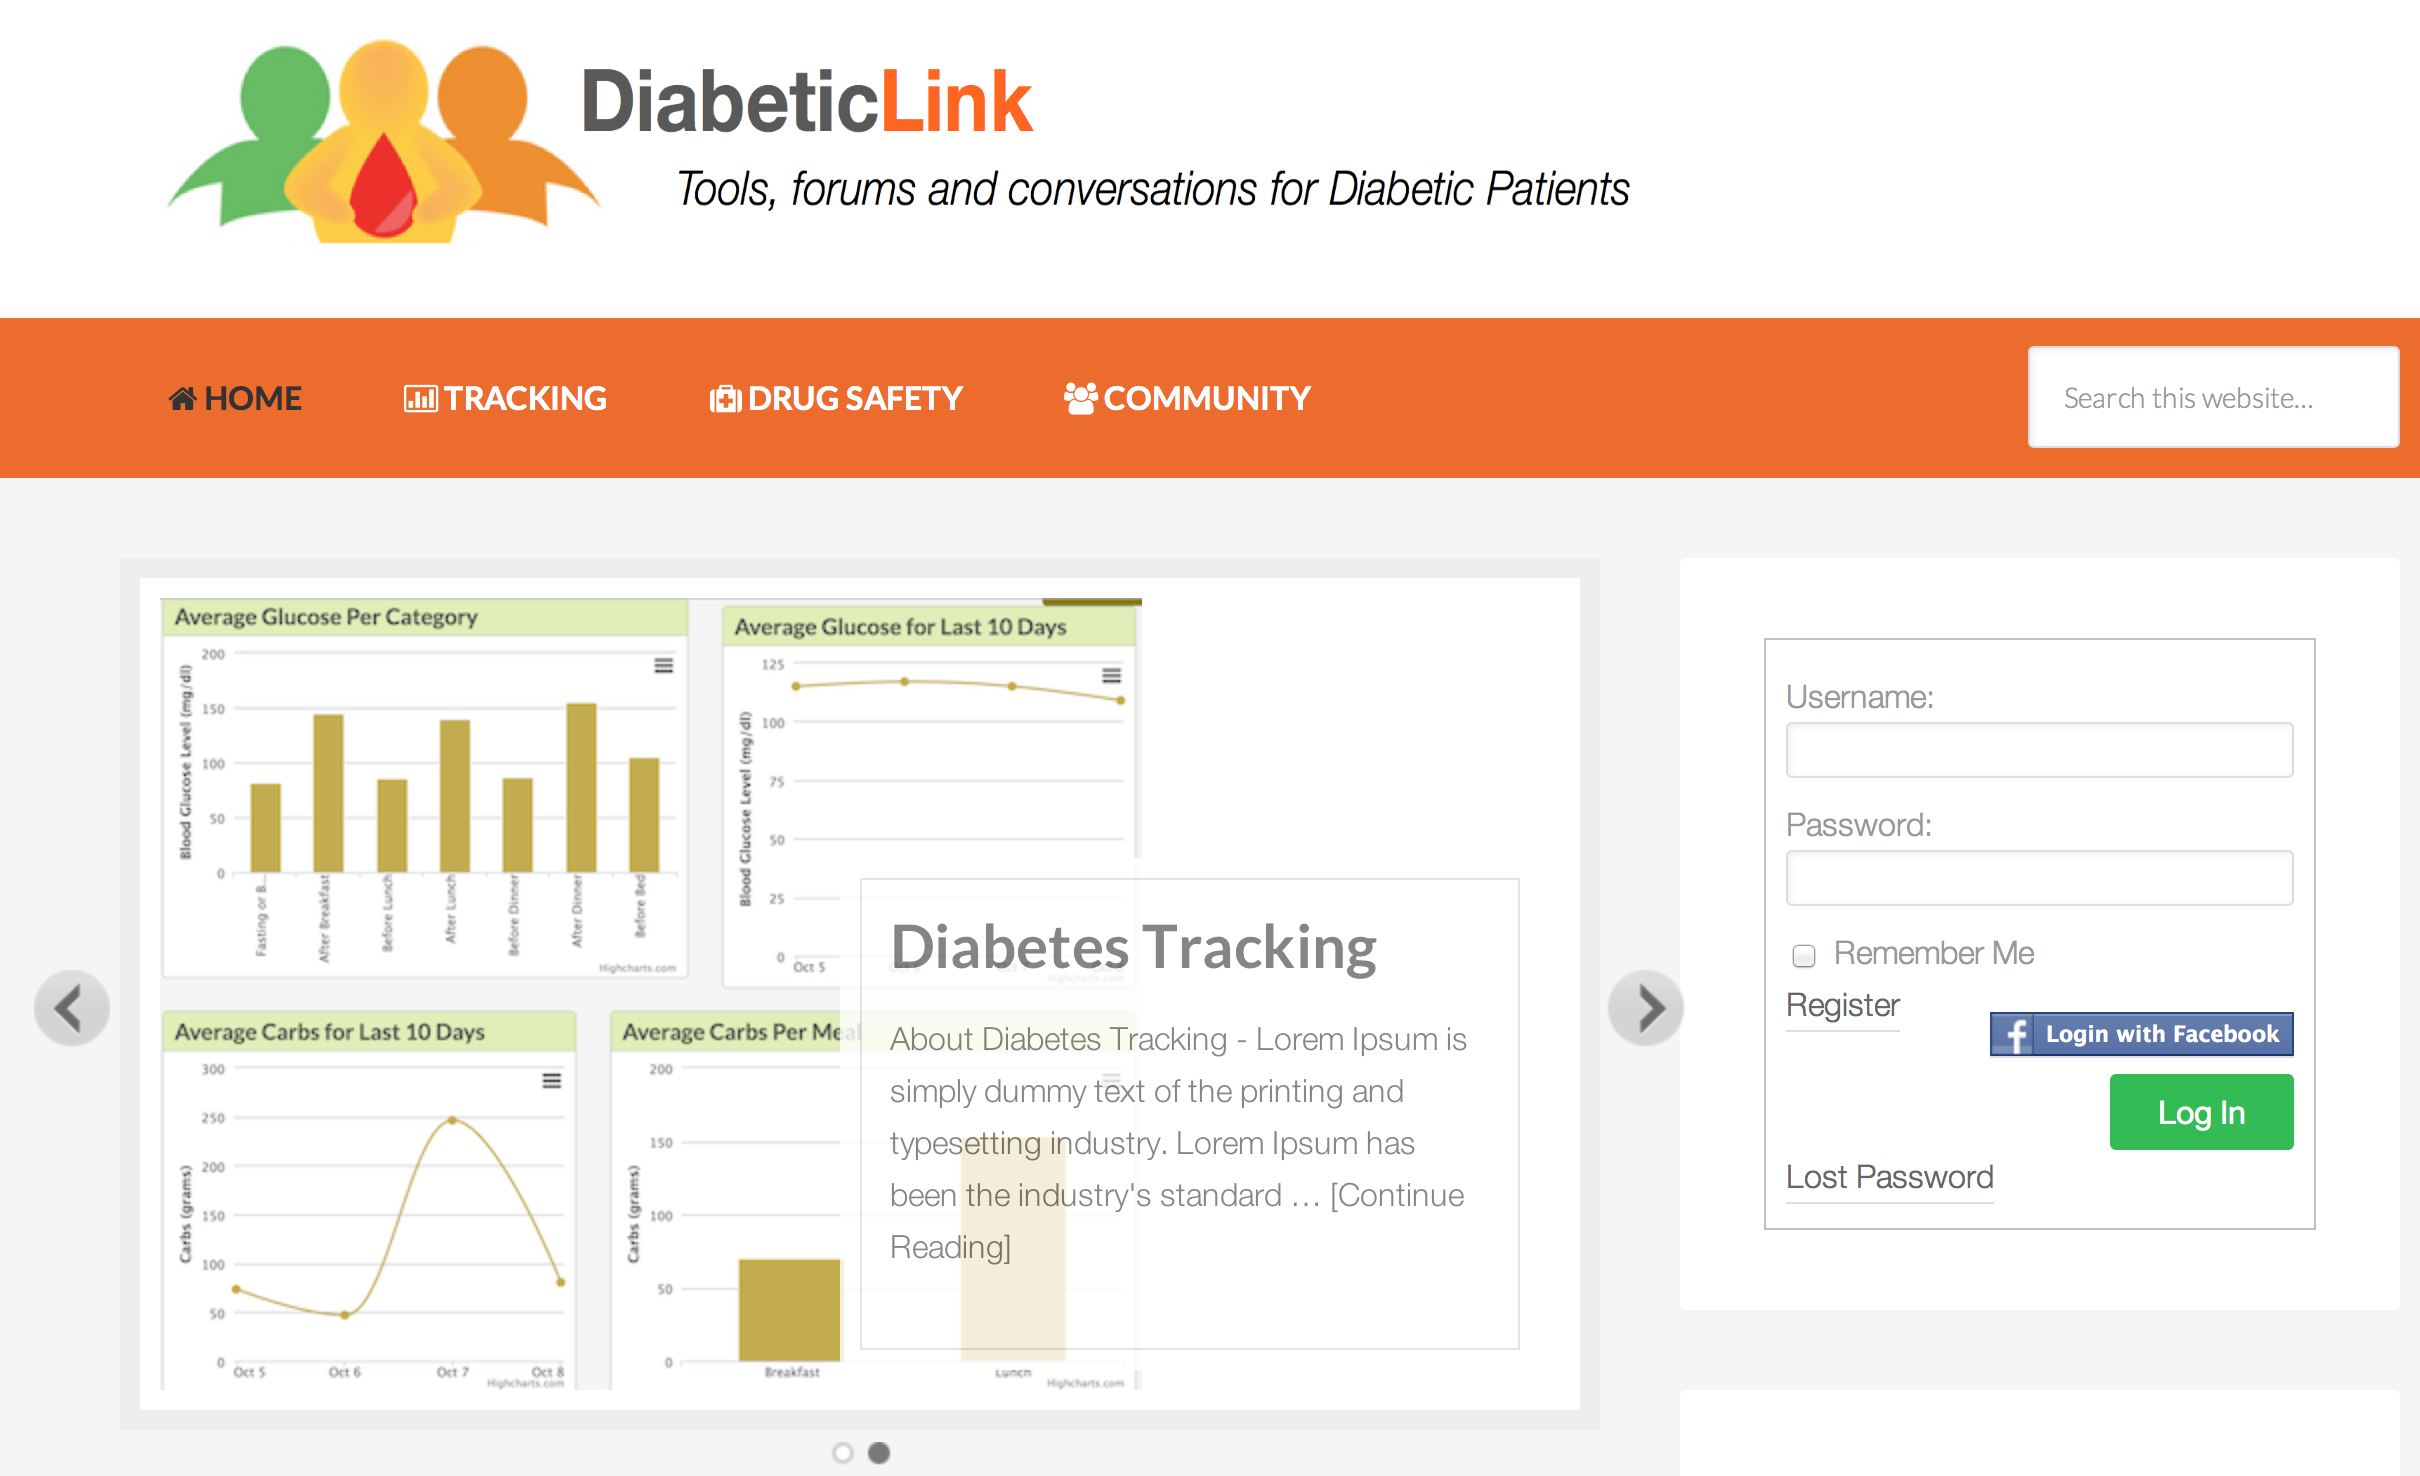 DiabeticLink
Tools, forums and conversations for Diabetic Patients
HOME
TRACKING
DRUG SAFETY
COMMUNITY
Search this website...
Average Glucose Per Category
Blood Glucose Level (mg/dl)
200
150
100
50
0
Fasting or B...
After Breakfast
Before Lunch
After Lunch
Before Dinner
After Dinner
Before Bed
Highcharts.com
Average Glucose for Last 10 Days
Blood Glucose Level (mg/dl)
125
100
75
50
25
0
Oct 5
Highcharts.com
Average Carbs for Last 10 Days
Carbs (grams)
300
250
200
150
100
50
0
Oct 5
Oct 6
Oct 7
Oct 8
Highcharts.com
Average Carbs Per Meal
Carbs (grams)
200
150
100
50
0
Breakfast
Lunch
Highcharts.com
Diabetes Tracking
About Diabetes Tracking - Lorem Ipsum is
simply dummy text of the printing and
typesetting industry. Lorem Ipsum has
been the industry's standard … [Continue
Reading]
Username:
Password:
Remember Me
Register
f Login with Facebook
Log In
Lost Password